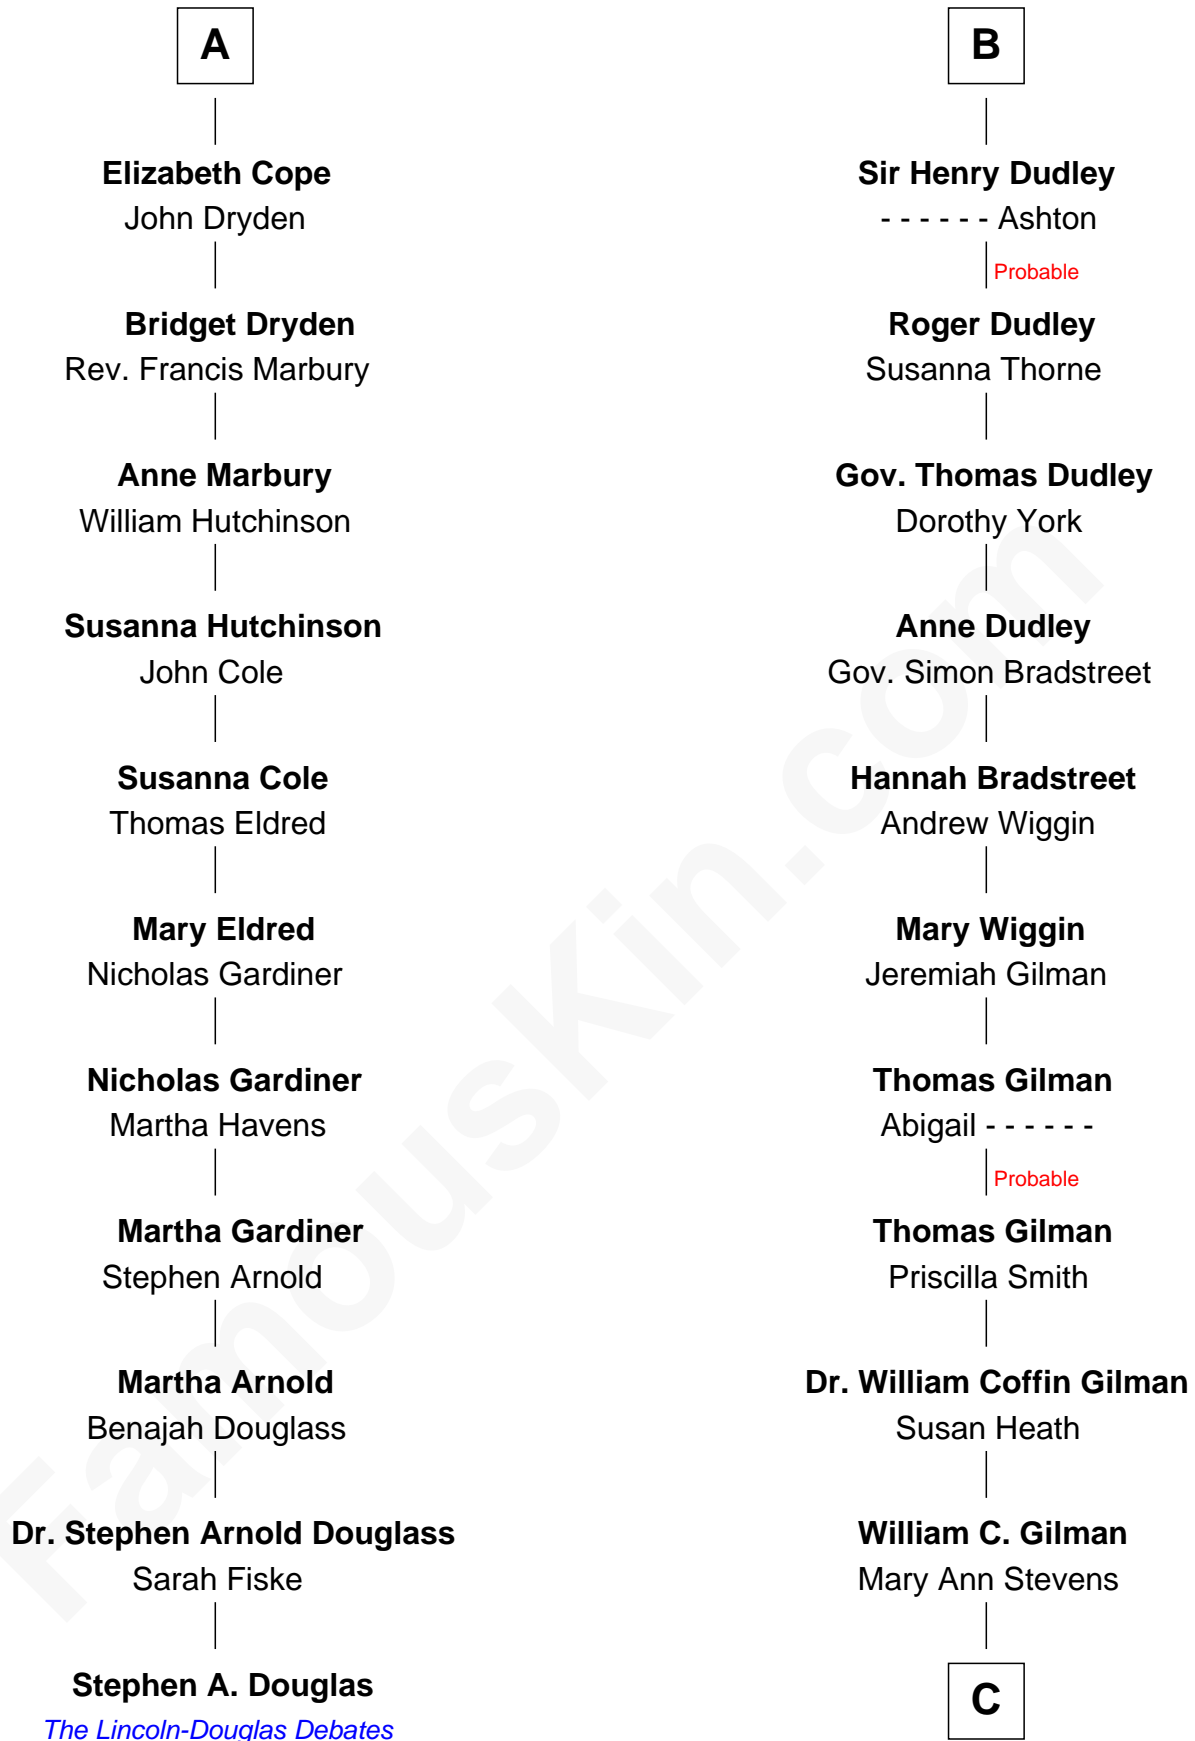 A
Elizabeth Cope
John Dryden
Bridget Dryden
Rev. Francis Marbury
Anne Marbury
William Hutchinson
Susanna Hutchinson
John Cole
Susanna Cole
Thomas Eldred
Mary Eldred
Nicholas Gardiner
Nicholas Gardiner
Martha Havens
Martha Gardiner
Stephen Arnold
Martha Arnold
Benajah Douglass
Dr. Stephen Arnold Douglass
Sarah Fiske
Stephen A. Douglas
The Lincoln-Douglas Debates
B
Sir Henry Dudley
- - - - - - Ashton
Probable
Roger Dudley
Susanna Thorne
Gov. Thomas Dudley
Dorothy York
Anne Dudley
Gov. Simon Bradstreet
Hannah Bradstreet
Andrew Wiggin
Mary Wiggin
Jeremiah Gilman
Thomas Gilman
Abigail - - - - - -
Probable
Thomas Gilman
Priscilla Smith
Dr. William Coffin Gilman
Susan Heath
William C. Gilman
Mary Ann Stevens
C
FamousKin.com